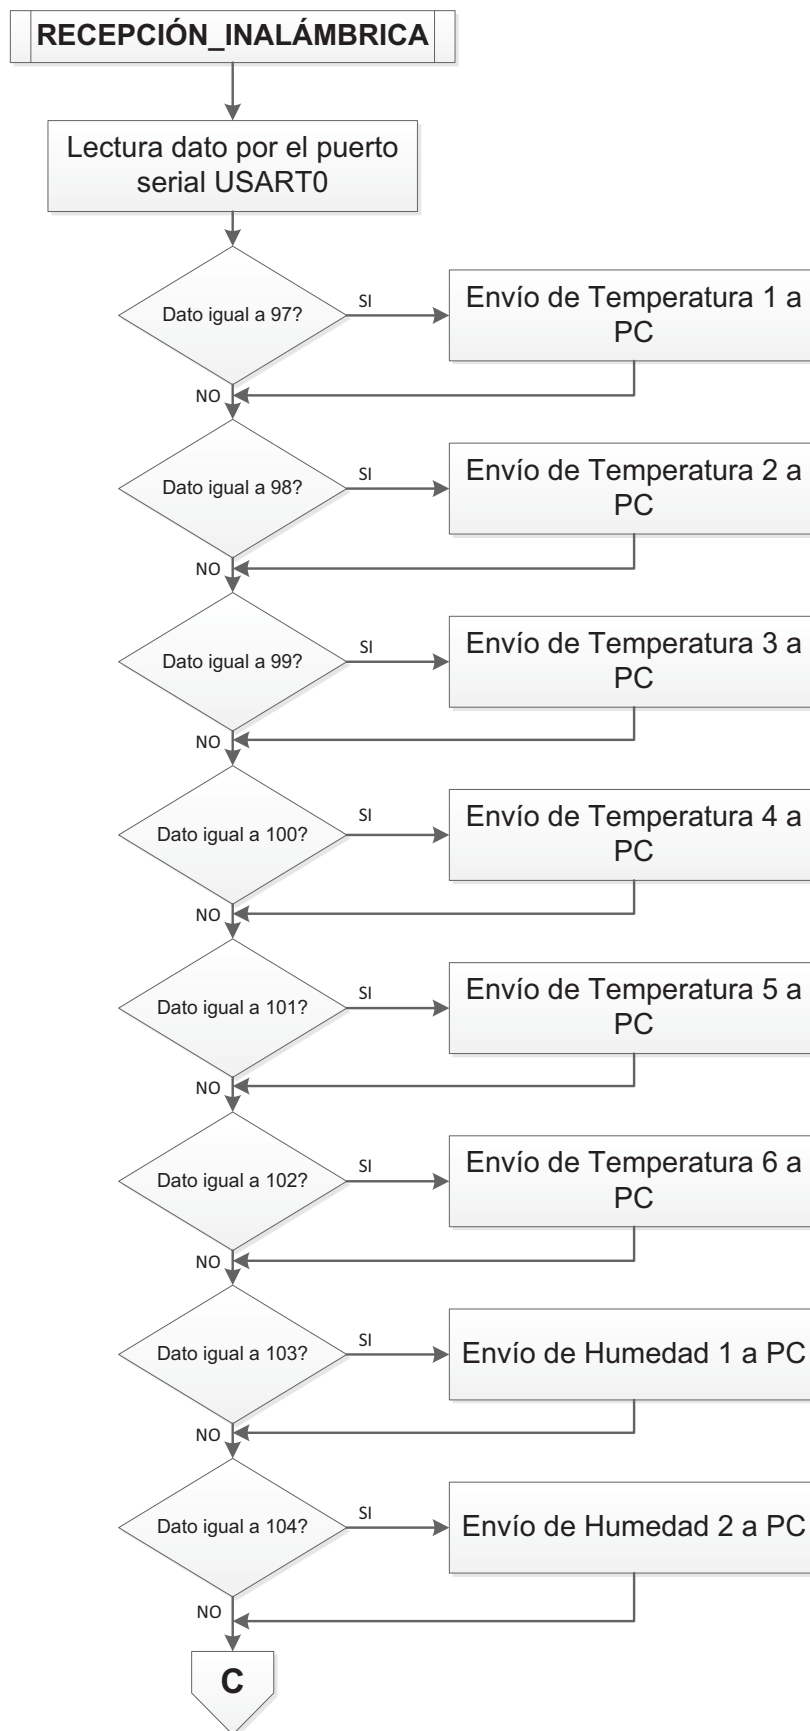 RECEPCIÓN_INALÁMBRICA
Lectura dato por el puerto
serial USART0
Dato igual a 97?
SI
Envío de Temperatura 1 a
PC
NO
Dato igual a 98?
SI
Envío de Temperatura 2 a
PC
NO
Dato igual a 99?
SI
Envío de Temperatura 3 a
PC
NO
Dato igual a 100?
SI
Envío de Temperatura 4 a
PC
NO
Dato igual a 101?
SI
Envío de Temperatura 5 a
PC
NO
Dato igual a 102?
SI
Envío de Temperatura 6 a
PC
NO
Dato igual a 103?
SI
Envío de Humedad 1 a PC
NO
Dato igual a 104?
SI
Envío de Humedad 2 a PC
NO
C